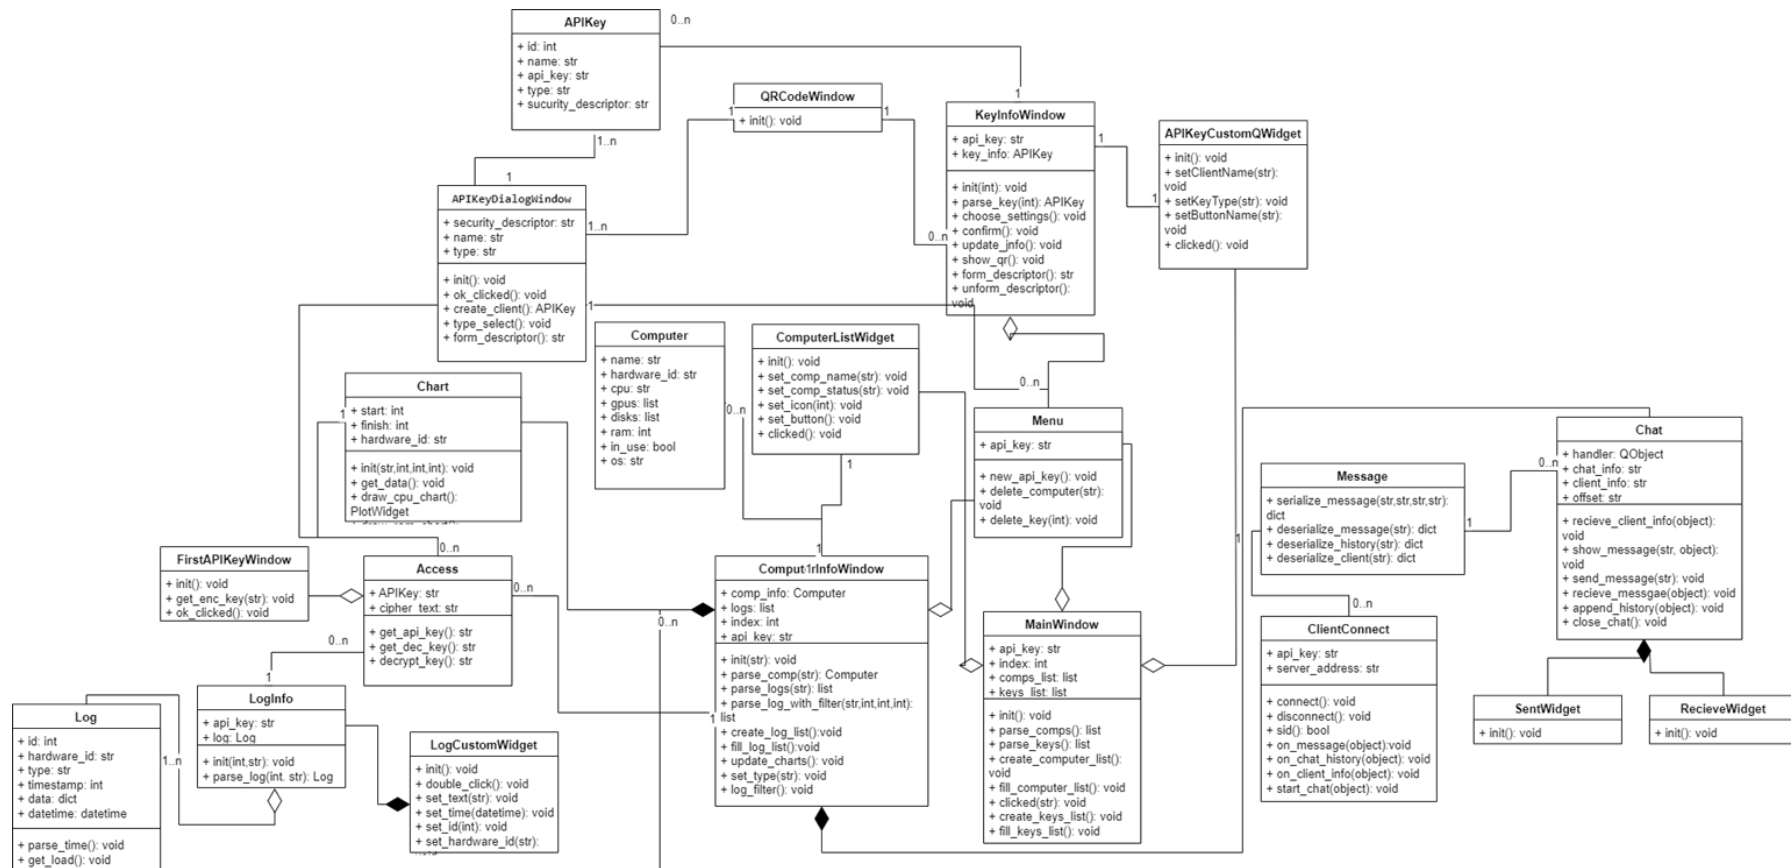 APIKey
+ id: int
+ name: str
+ api_key: str
+ type: str
+ sucurity_descriptor: str
0..n
1
1..n
1
QRCodeWindow
+ init(): void
1
1
KeyInfoWindow
+ api_key: str
+ key_info: APIKey
+ init(int): void
+ parse_key(int): APIKey
+ choose_settings(): void
+ confirm(): void
+ update_jnfo(): void
+ show_qr(): void
+ form_descriptor(): str
+ unform_descriptor():
void
1
1
0..n
APIKeyCustomQWidget
+ init(): void
+ setClientName(str):
void
+ setKeyType(str): void
+ setButtonName(str):
void
+ clicked(): void
APIKeyDialogWindow
+ security_descriptor: str
+ name: str
+ type: str
+ init(): void
+ ok_clicked(): void
+ create_client(): APIKey
+ type_select(): void
+ form_descriptor(): str
1..n
1
Computer
+ name: str
+ hardware_id: str
+ cpu: str
+ gpus: list
+ disks: list
+ ram: int
+ in_use: bool
+ os: str
0..n
ComputerListWidget
+ init(): void
+ set_comp_name(str): void
+ set_comp_status(str): void
+ set_icon(int): void
+ set_button(): void
+ clicked(): void
1
0..n
Menu
+ api_key: str
+ new_api_key(): void
+ delete_computer(str):
void
+ delete_key(int): void
Chart
+ start: int
+ finish: int
+ hardware_id: str
+ init(str,int,int,int): void
+ get_data(): void
+ draw_cpu_chart():
PlotWidget
1
0..n
Chat
+ handler: QObject
+ chat_info: str
+ client_info: str
+ offset: str
+ recieve_client_info(object):
void
+ show_message(str, object):
void
+ send_message(str): void
+ recieve_messgae(object): void
+ append_history(object): void
+ close_chat(): void
0..n
1
Message
+ serialize_message(str,str,str,str):
dict
+ deserialize_message(str): dict
+ deserialize_history(str): dict
+ deserialize_client(str): dict
1
0..n
FirstAPIKeyWindow
+ init(): void
+ get_enc_key(str): void
+ ok_clicked(): void
Access
+ APIKey: str
+ cipher_text: str
+ get_api_key(): str
+ get_dec_key(): str
+ decrypt_key(): str
0..n
0..n
1
1
Comput1rInfoWindow
+ comp_info: Computer
+ logs: list
+ index: int
+ api_key: str
+ init(str): void
+ parse_comp(str): Computer
+ parse_logs(str): list
+ parse_log_with_filter(str,int,int,int):
list
+ create_log_list():void
+ fill_log_list():void
+ update_charts(): void
+ set_type(str): void
+ log_filter(): void
0..n
1
MainWindow
+ api_key: str
+ index: int
+ comps_list: list
+ keys_list: list
+ init(): void
+ parse_comps(): list
+ parse_keys(): list
+ create_computer_list():
void
+ fill_computer_list(): void
+ clicked(str): void
+ create_keys_list(): void
+ fill_keys_list(): void
ClientConnect
+ api_key: str
+ server_address: str
+ connect(): void
+ disconnect(): void
+ sid(): bool
+ on_message(object):void
+ on_chat_history(object): void
+ on_client_info(object): void
+ start_chat(object): void
SentWidget
+ init(): void
RecieveWidget
+ init(): void
Log
+ id: int
+ hardware_id: str
+ type: str
+ timestamp: int
+ data: dict
+ datetime: datetime
+ parse_time(): void
+ get_load(): void
1..n
LogInfo
+ api_key: str
+ log: Log
+ init(int,str): void
+ parse_log(int. str): Log
LogCustomWidget
+ init(): void
+ double_click(): void
+ set_text(str): void
+ set_time(datetime): void
+ set_id(int): void
+ set_hardware_id(str):